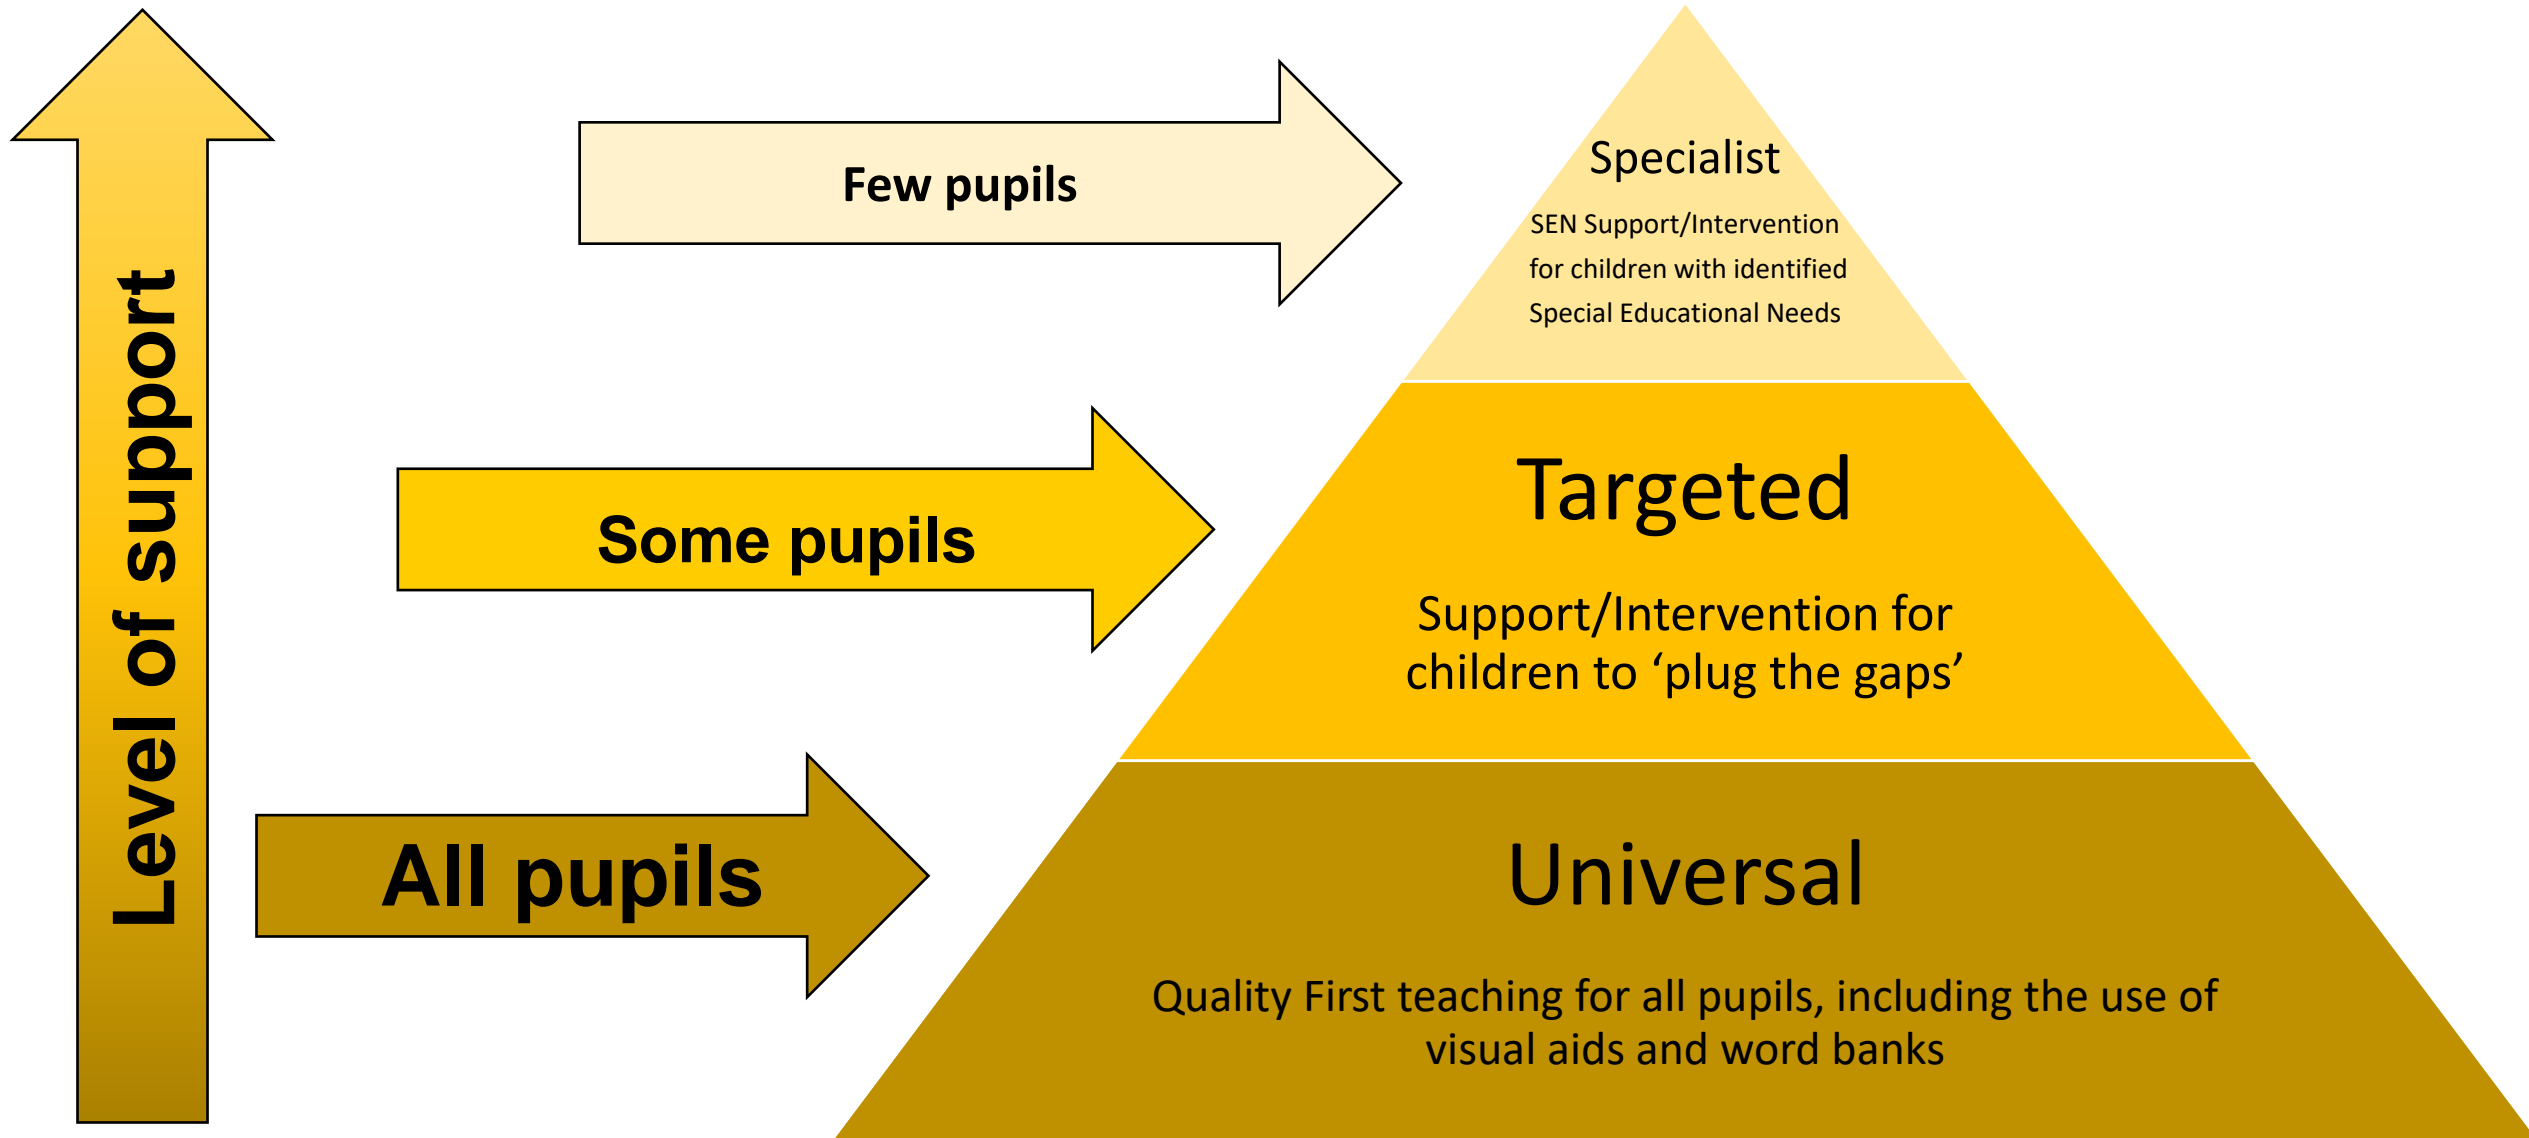 Level of support
Few pupils
Specialist
SEN Support/Intervention
for children with identified
Special Educational Needs
Some pupils
Targeted
Support/Intervention for
children to ‘plug the gaps’
All pupils
Universal
Quality First teaching for all pupils, including the use of
visual aids and word banks